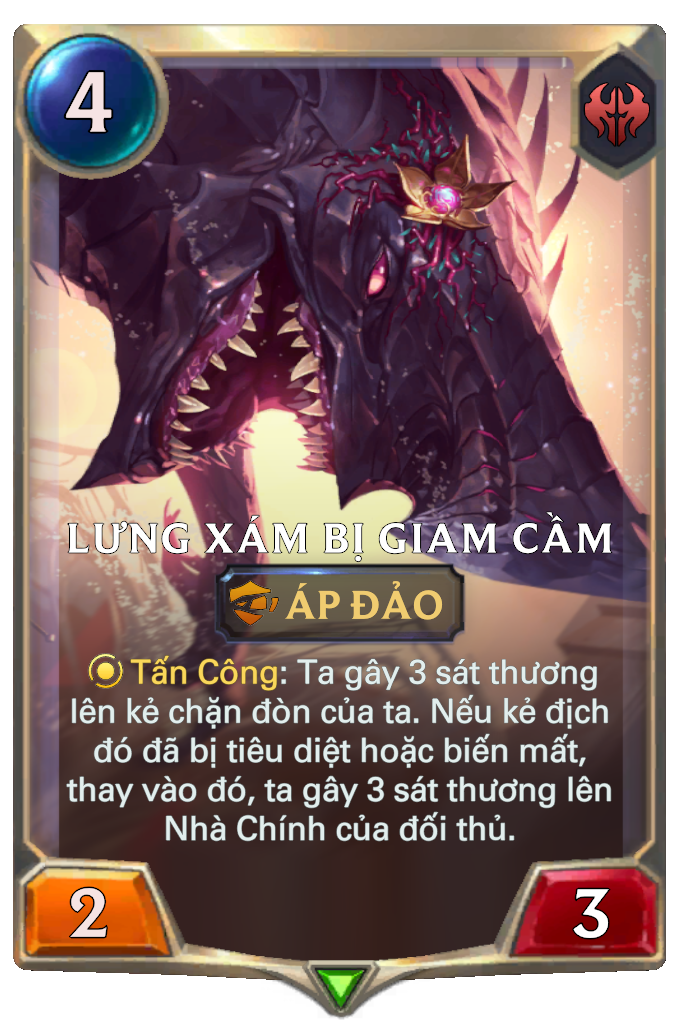 4
LƯNG XÁM BỊ GIAM CẦM
ÁP ĐẢO
Tấn Công: Ta gây 3 sát thương
lên kẻ chặn đòn của ta. Nếu kẻ địch
đó đã bị tiêu diệt hoặc biến mất,
thay vào đó, ta gây 3 sát thương lên
Nhà Chính của đối thủ.
2
3